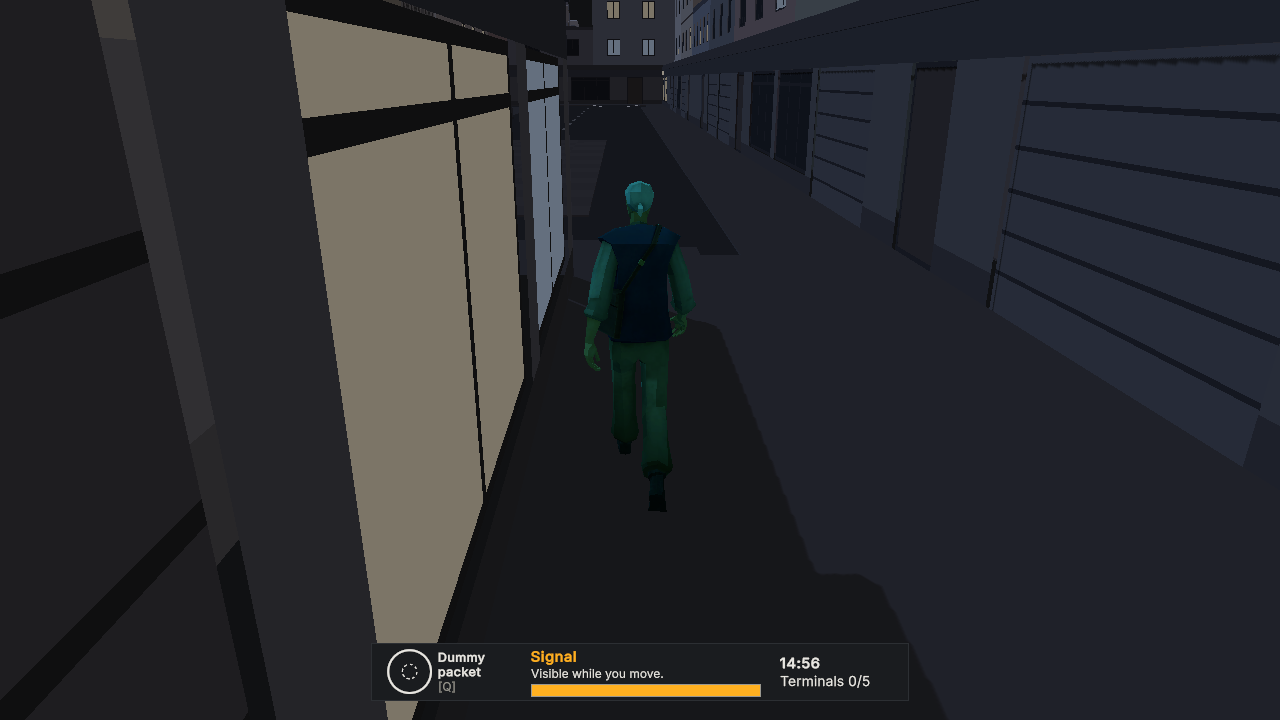 Dummy
packet
[Q]
Signal
Visible while you move.
14:56
Terminals 0/5